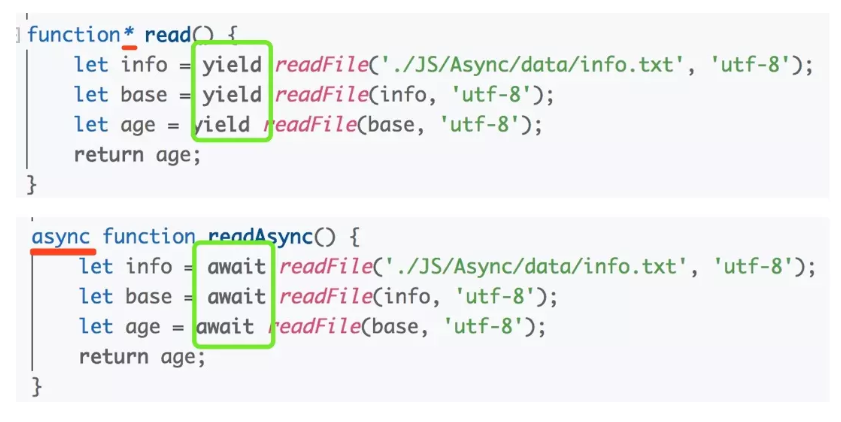 function* read() {
let info = yield readFile('./JS/Async/data/info.txt', 'utf-8');
let base = yield readFile(info, 'utf-8');
let age = yield readFile(base, 'utf-8');
return age;
}
async function readAsync() {
let info = await readFile('./JS/Async/data/info.txt', 'utf-8');
let base = await readFile(info, 'utf-8');
let age = await readFile(base, 'utf-8');
return age;
}